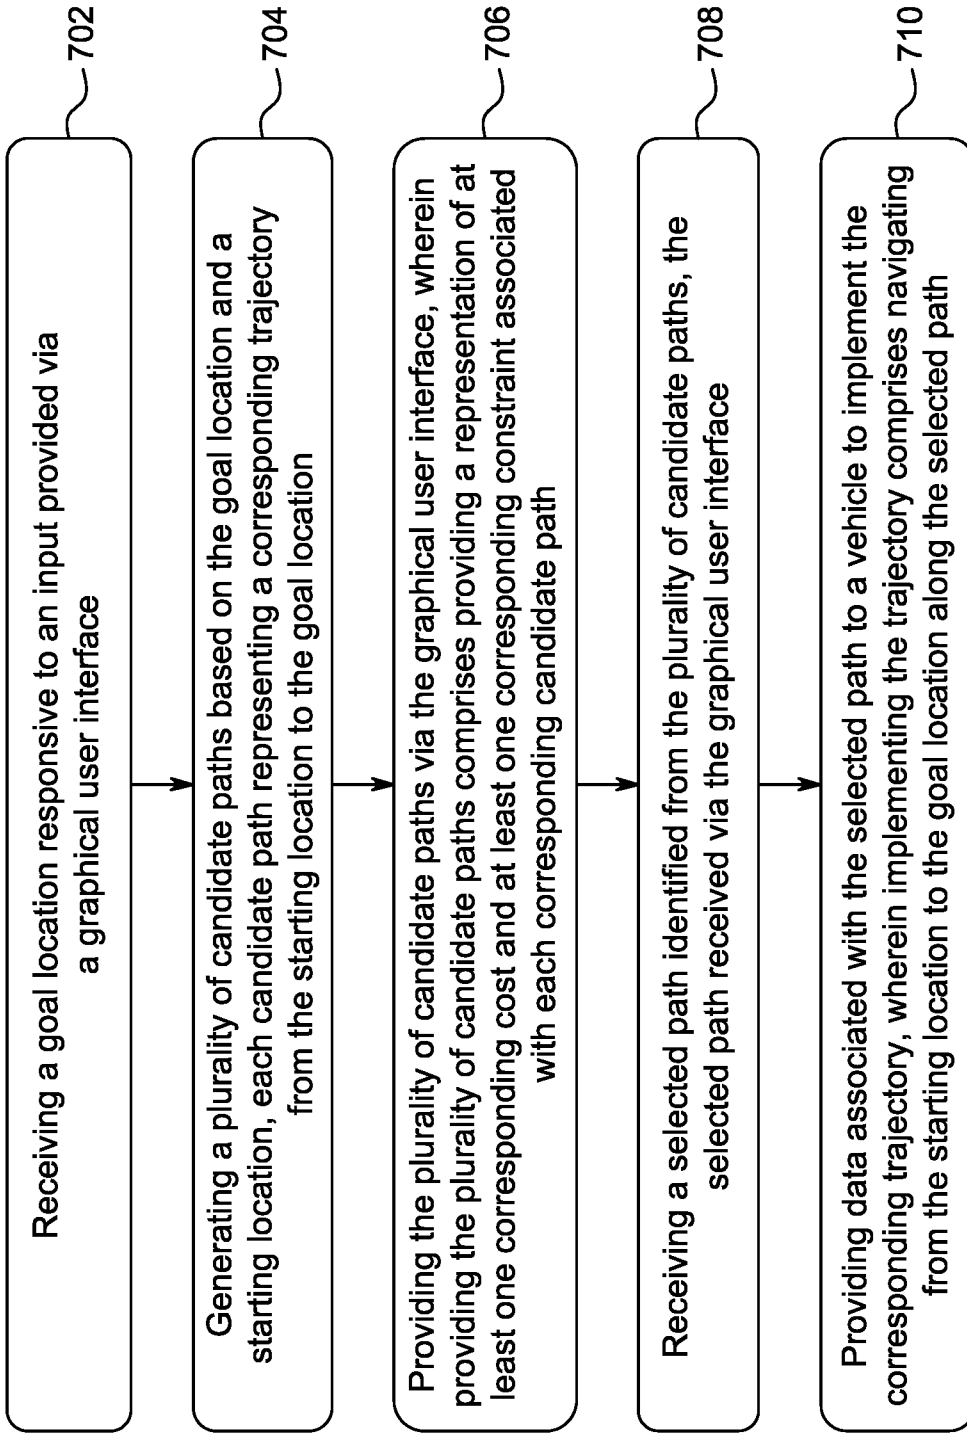 Receiving a goal location responsive to an input provided via
a graphical user interface
702
Generating a plurality of candidate paths based on the goal location and a
starting location, each candidate path representing a corresponding trajectory
from the starting location to the goal location
704
Providing the plurality of candidate paths via the graphical user interface, wherein
providing the plurality of candidate paths comprises providing a representation of at
least one corresponding cost and at least one corresponding constraint associated
with each corresponding candidate path
706
Receiving a selected path identified from the plurality of candidate paths, the
selected path received via the graphical user interface
708
Providing data associated with the selected path to a vehicle to implement the
corresponding trajectory, wherein implementing the trajectory comprises navigating
from the starting location to the goal location along the selected path
710